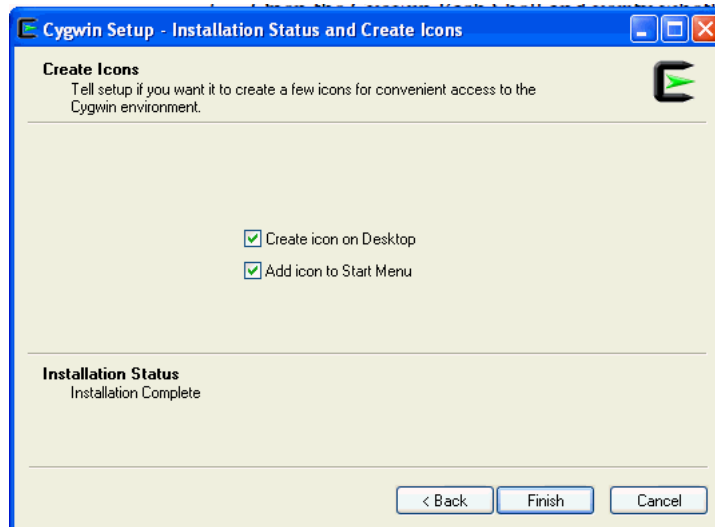 Cygwin Setup - Installation Status and Create Icons
Create Icons
Tell setup if you want it to create a few icons for convenient access to the
Cygwin environment.
Create icon on Desktop
Add icon to Start Menu
Installation Status
Installation Complete
< Back
Finish
Cancel